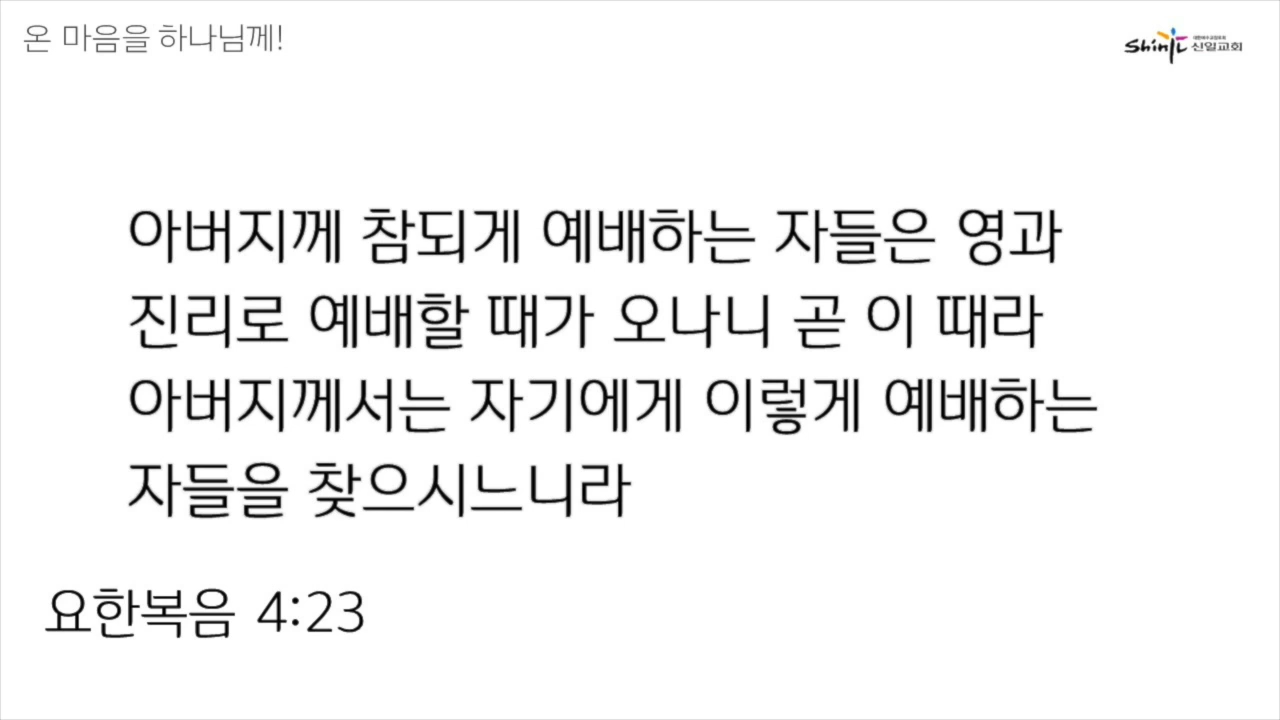 온 마음을 하나님께!
Shinil 신일교회
아버지께 참되게 예배하는 자들은 영과
진리로 예배할 때가 오나니 곧 이 때라
아버지께서는 자기에게 이렇게 예배하는
자들을 찾으시느니라
요한복음 4:23